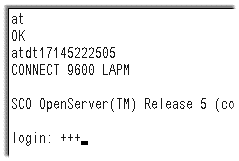 at
OK
atdt17145222505
CONNECT 9600 LAPM
SCO OpenServer(TM) Release 5 (co
login: +++